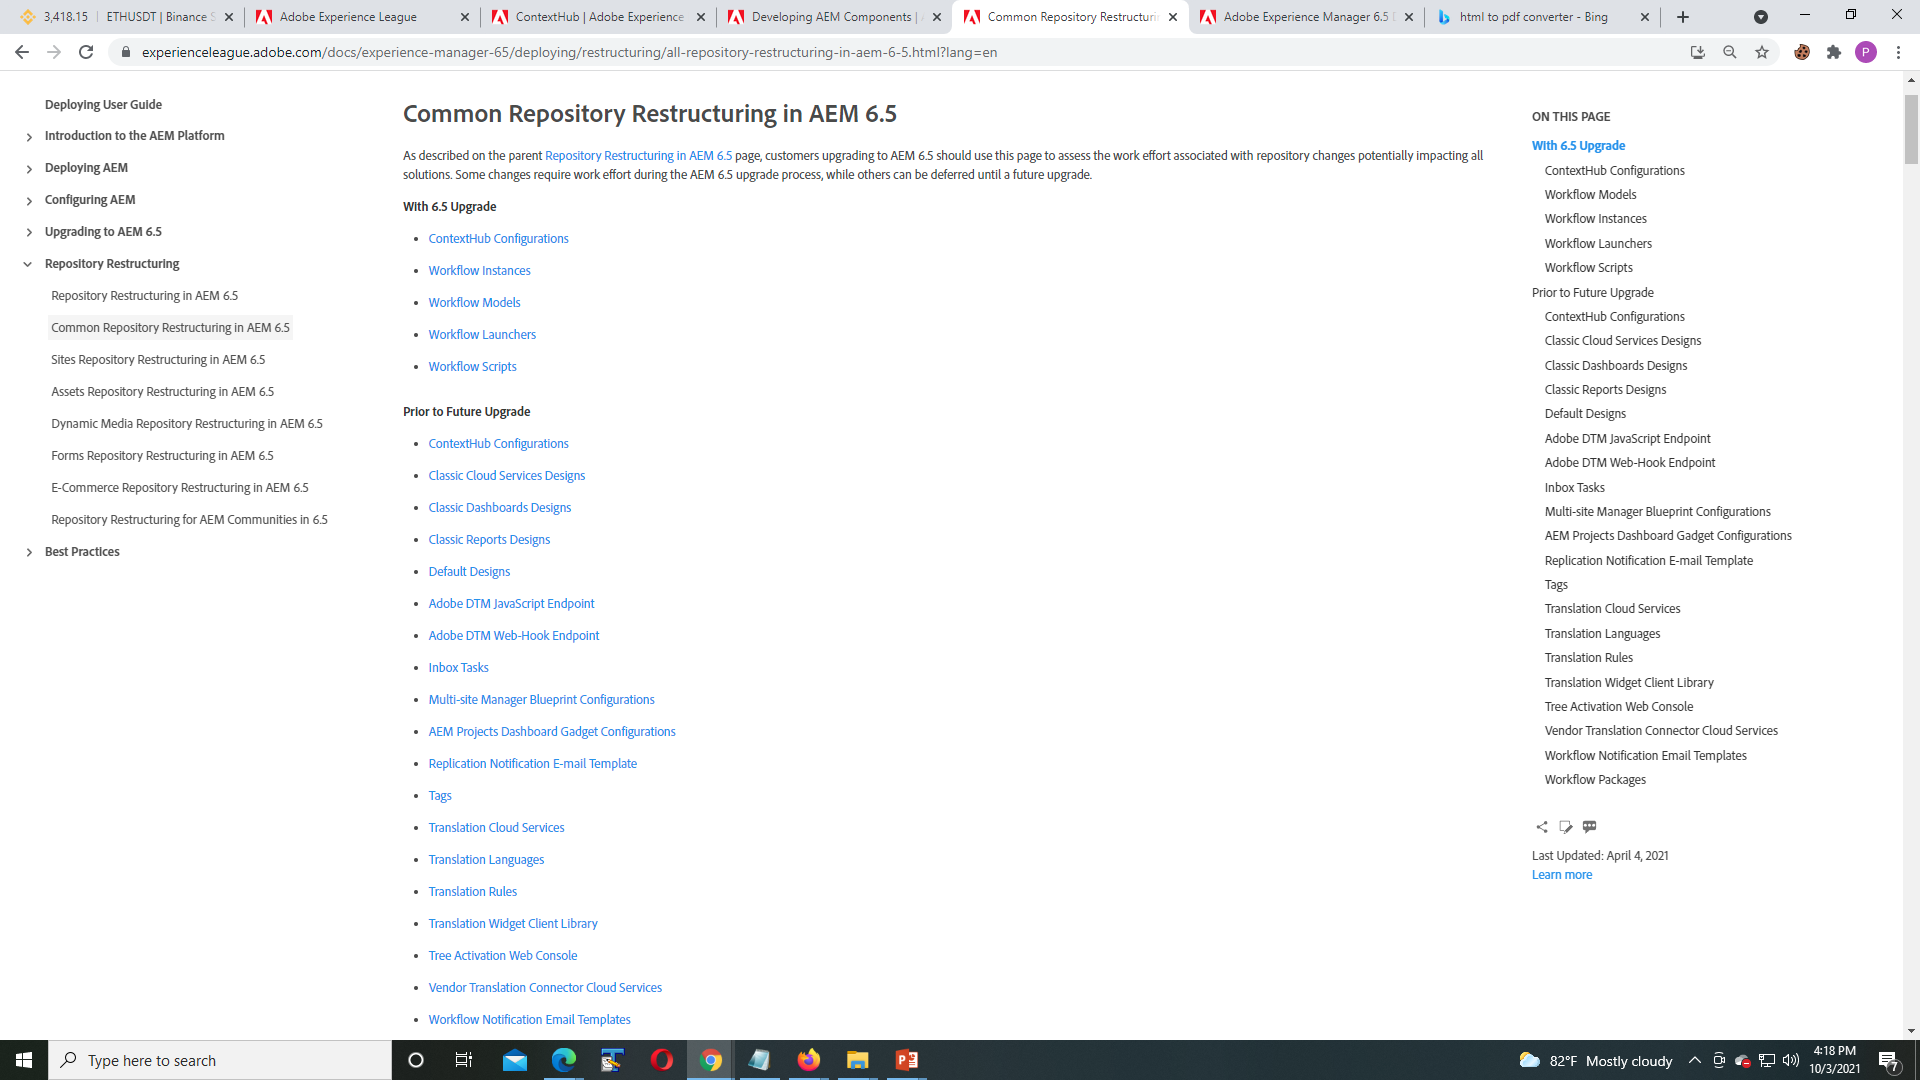 3,418.15 | ETHUSDT | Binance S
Adobe Experience League
ContextHub | Adobe Experience
Developing AEM Components |
Common Repository Restructurin
Adobe Experience Manager 6.5
html to pdf converter - Bing
experienceleague.adobe.com/docs/experience-manager-65/deploying/restructuring/all-repository-restructuring-in-aem-6-5.html?lang=en
P
Deploying User Guide
Introduction to the AEM Platform
Deploying AEM
Configuring AEM
Upgrading to AEM 6.5
Repository Restructuring
Repository Restructuring in AEM 6.5
Common Repository Restructuring in AEM 6.5
Sites Repository Restructuring in AEM 6.5
Assets Repository Restructuring in AEM 6.5
Dynamic Media Repository Restructuring in AEM 6.5
Forms Repository Restructuring in AEM 6.5
E-Commerce Repository Restructuring in AEM 6.5
Repository Restructuring for AEM Communities in 6.5
Best Practices
Common Repository Restructuring in AEM 6.5
As described on the parent Repository Restructuring in AEM 6.5 page, customers upgrading to AEM 6.5 should use this page to assess the work effort associated with repository changes potentially impacting all
solutions. Some changes require work effort during the AEM 6.5 upgrade process, while others can be deferred until a future upgrade.
With 6.5 Upgrade
ContextHub Configurations
Workflow Instances
Workflow Models
Workflow Launchers
Workflow Scripts
Prior to Future Upgrade
ContextHub Configurations
Classic Cloud Services Designs
Classic Dashboards Designs
Classic Reports Designs
Default Designs
Adobe DTM JavaScript Endpoint
Adobe DTM Web-Hook Endpoint
Inbox Tasks
Multi-site Manager Blueprint Configurations
AEM Projects Dashboard Gadget Configurations
Replication Notification E-mail Template
Tags
Translation Cloud Services
Translation Languages
Translation Rules
Translation Widget Client Library
Tree Activation Web Console
Vendor Translation Connector Cloud Services
Workflow Notification Email Templates
ON THIS PAGE
With 6.5 Upgrade
ContextHub Configurations
Workflow Models
Workflow Instances
Workflow Launchers
Workflow Scripts
Prior to Future Upgrade
ContextHub Configurations
Classic Cloud Services Designs
Classic Dashboards Designs
Classic Reports Designs
Default Designs
Adobe DTM JavaScript Endpoint
Adobe DTM Web-Hook Endpoint
Inbox Tasks
Multi-site Manager Blueprint Configurations
AEM Projects Dashboard Gadget Configurations
Replication Notification E-mail Template
Tags
Translation Cloud Services
Translation Languages
Translation Rules
Translation Widget Client Library
Tree Activation Web Console
Vendor Translation Connector Cloud Services
Workflow Notification Email Templates
Workflow Packages
Last Updated: April 4, 2021
Learn more
Type here to search
82°F Mostly cloudy
4:18 PM
10/3/2021
7